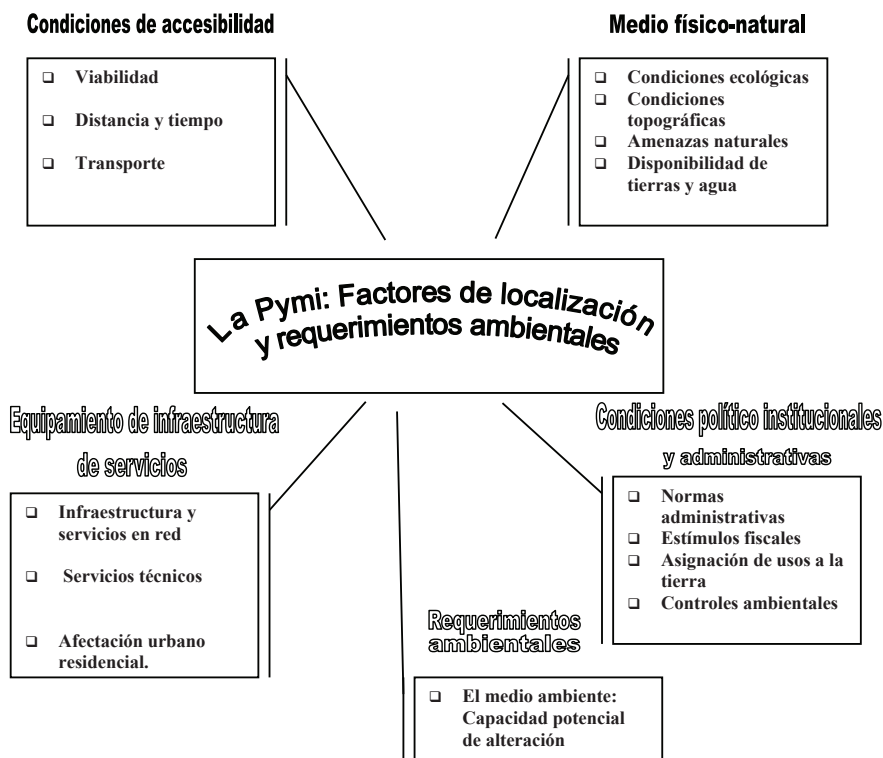 Condiciones de accesibilidad
❑ Viabilidad
❑ Distancia y tiempo
❑ Transporte
Medio físico-natural
❑ Condiciones ecológicas
❑ Condiciones
topográficas
❑ Amenazas naturales
❑ Disponibilidad de
tierras y agua
La Pymi: Factores de localización
y requerimientos ambientales
Equipamiento de infraestructura
de servicios
❑ Infraestructura y
servicios en red
❑ Servicios técnicos
❑ Afectación urbano
residencial.
Condiciones político institucionales
y administrativas
❑ Normas
administrativas
❑ Estímulos fiscales
❑ Asignación de usos a la
tierra
❑ Controles ambientales
Requerimientos
ambientales
❑ El medio ambiente:
Capacidad potencial
de alteración